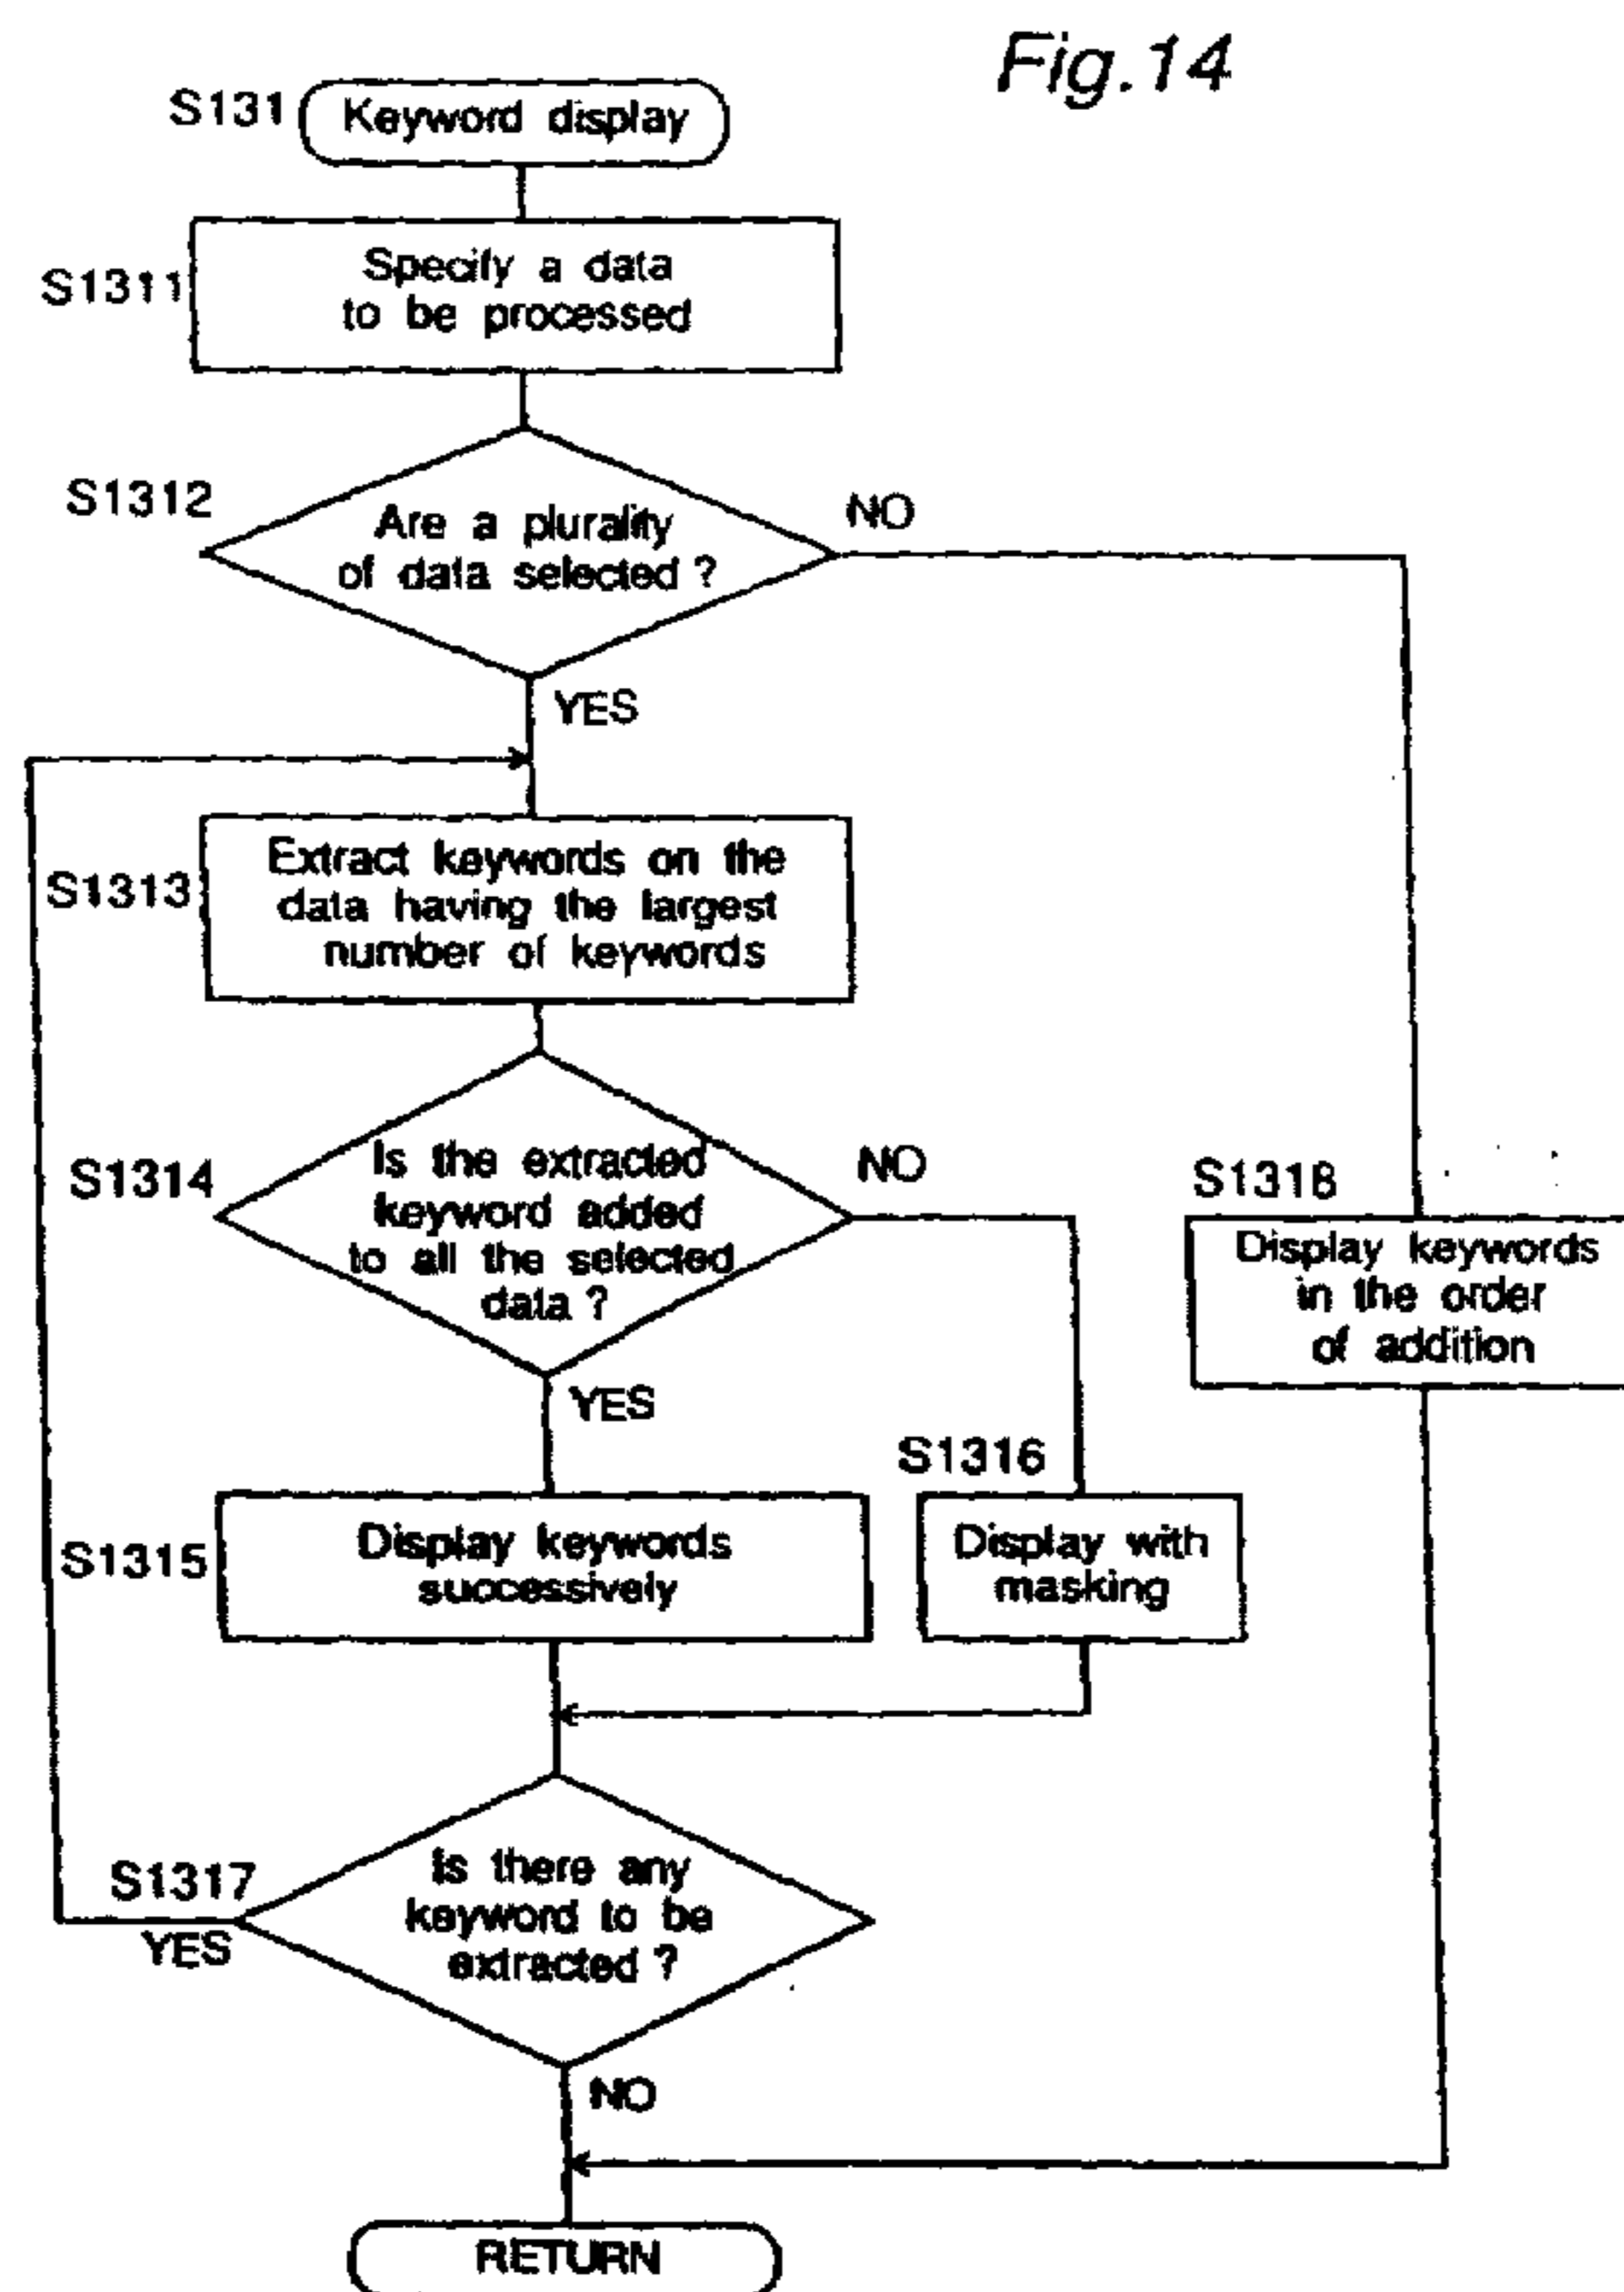 Fig.14
S131
Keyword display
S1311
Specify a data
to be processed
S1312
Are a plurality
of data selected ?
NO
YES
S1313
Extract keywords on the
data having the largest
number of keywords
S1314
Is the extracted
keyword added
to all the selected
data ?
NO
YES
S1318
Display keywords
in the order
of addition
S1315
Display keywords
successively
S1316
Display with
masking
S1317
Is there any
keyword to be
extracted ?
YES
NO
RETURN